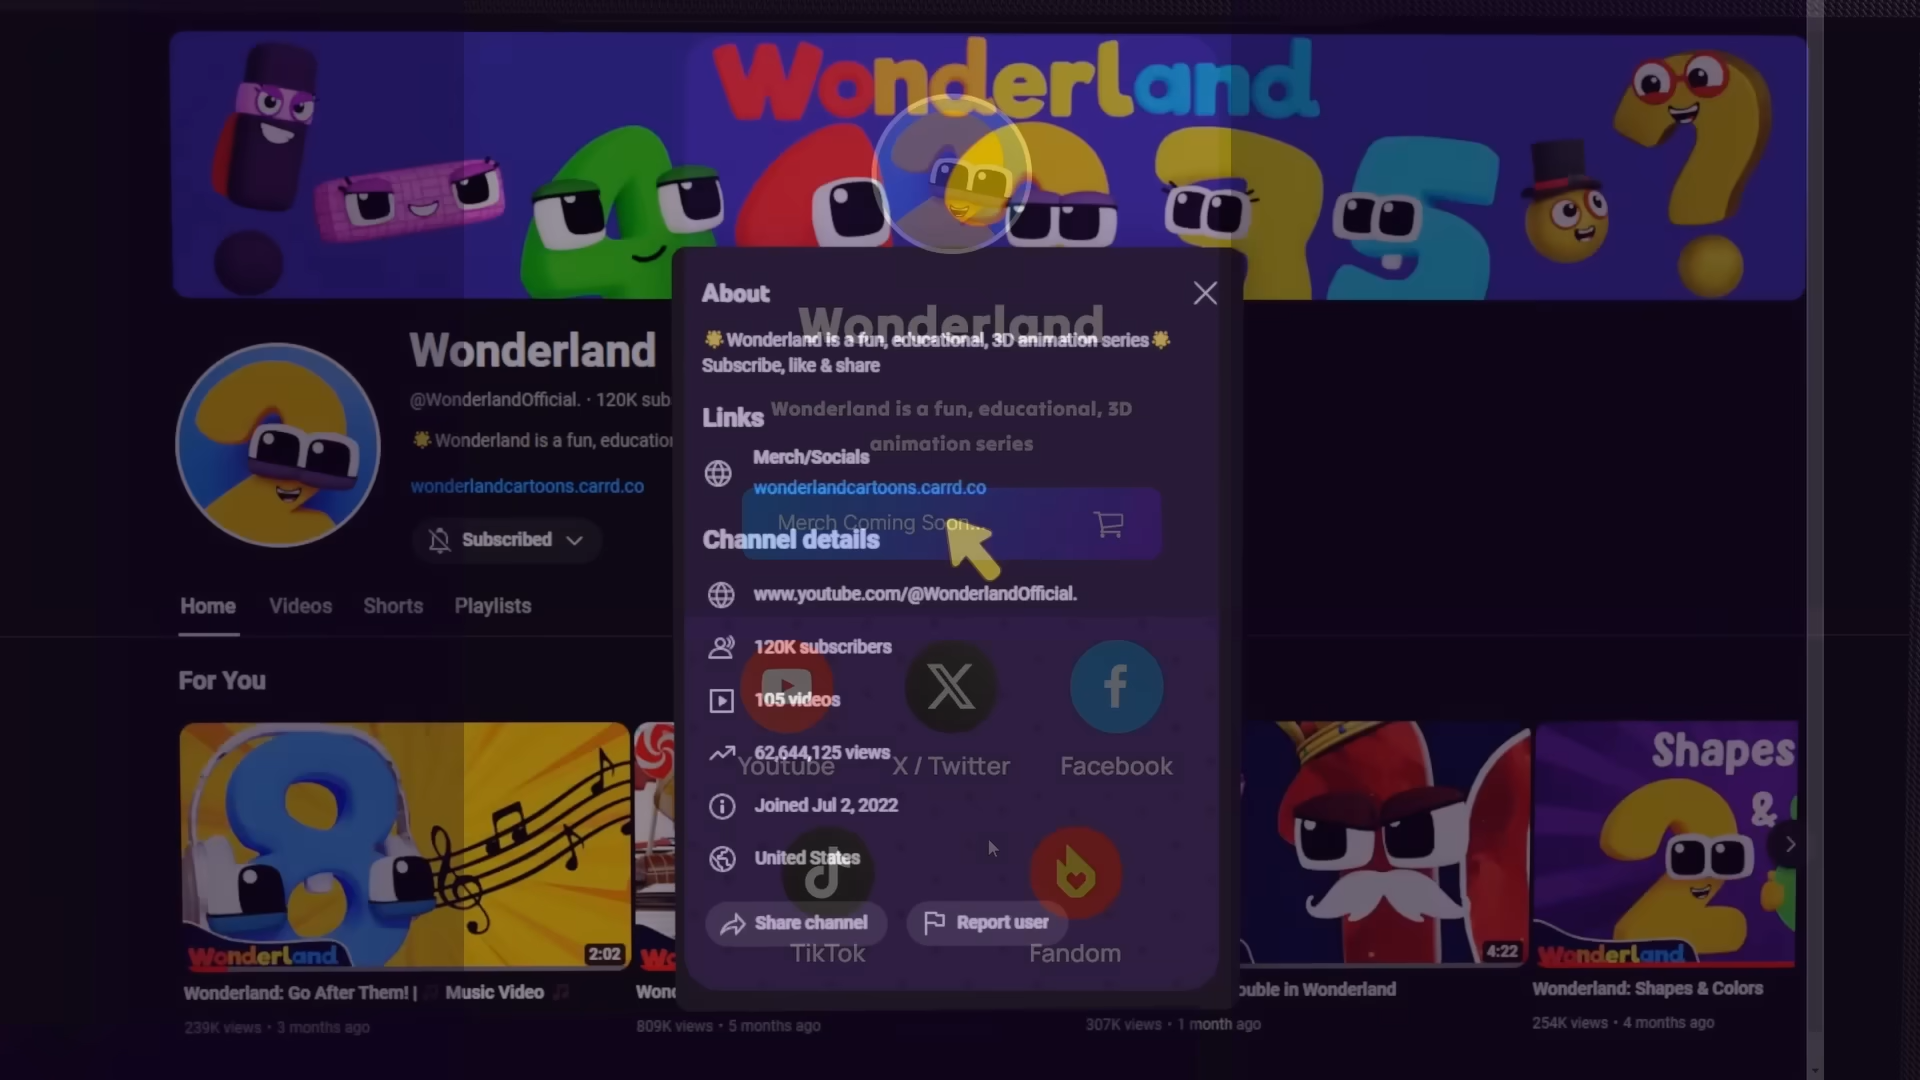 Wonderland
About
🌟Wonderland is a fun, educational, 3D animation series🌟
Subscribe, like & share
Wonderland
Links
Wonderland is a fun, educational, 3D
animation series
Merch/Socials
wonderlandcartoons.carrd.co
Merch Coming Soon...
Channel details
www.youtube.com/@WonderlandOfficial.
120K subscribers
105 videos
62,644,125 views
Youtube
X / Twitter
Facebook
Joined Jul 2, 2022
United States
Share channel
Report user
TikTok
Fandom
Wonderland
@WonderlandOfficial. · 120K sub
🌟Wonderland is a fun, educatio
wonderlandcartoons.carrd.co
Subscribed
Home Videos Shorts Playlists
For You
Wonderland
2:02
Wonderland: Go After Them! | 🎵 Music Video 🎵
239K views · 3 months ago
809K views · 5 months ago
4:22
ouble in Wonderland
307K views · 1 month ago
Shapes
&
Wonderland
Wonderland: Shapes & Colors
254K views · 4 months ago